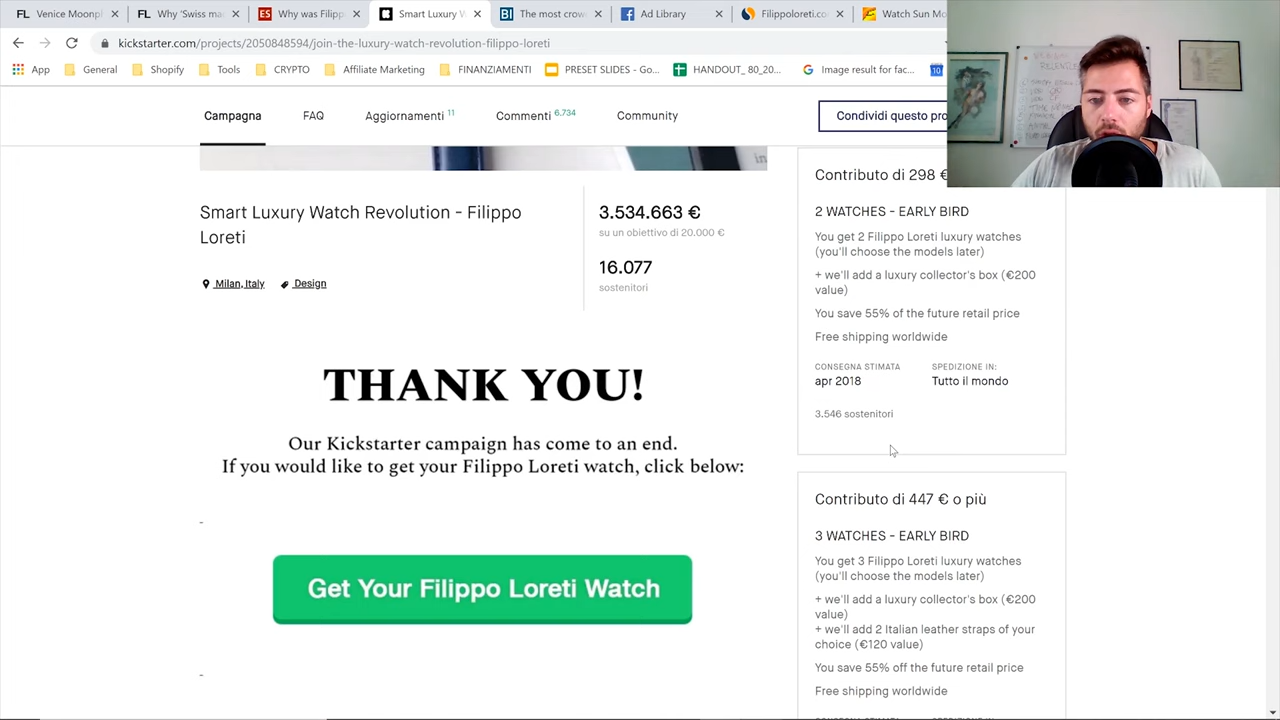 Venice Moonpl
Why 'Swiss ma
Why was Filipp
Smart Luxury W
The most crow
Ad Library
Filippoloreti.co
Watch Sun Mo
kickstarter.com/projects/2050848594/join-the-luxury-watch-revolution-filippo-loreti
App
General
Shopify
Tools
CRYPTO
Affiliate Marketing
FINANZIAMENTI
PRESET SLIDES - Go...
HANDOUT_ 80_20...
Image result for fac...
Campagna
FAQ
Aggiornamenti 11
Commenti 6.734
Community
Condividi questo pro
Smart Luxury Watch Revolution - Filippo
Loreti
Milan, Italy
Design
3.534.663 €
su un obiettivo di 20.000 €
16.077
sostenitori
THANK YOU!
Our Kickstarter campaign has come to an end.
If you would like to get your Filippo Loreti watch, click below:
Get Your Filippo Loreti Watch
Contributo di 298 €
2 WATCHES - EARLY BIRD
You get 2 Filippo Loreti luxury watches
(you'll choose the models later)
+ we'll add a luxury collector's box (€200
value)
You save 55% of the future retail price
Free shipping worldwide
CONSEGNA STIMATA
apr 2018
SPEDIZIONE IN:
Tutto il mondo
3.546 sostenitori
Contributo di 447 € o più
3 WATCHES - EARLY BIRD
You get 3 Filippo Loreti luxury watches
(you'll choose the models later)
+ we'll add a luxury collector's box (€200
value)
+ we'll add 2 Italian leather straps of your
choice (€120 value)
You save 55% off the future retail price
Free shipping worldwide